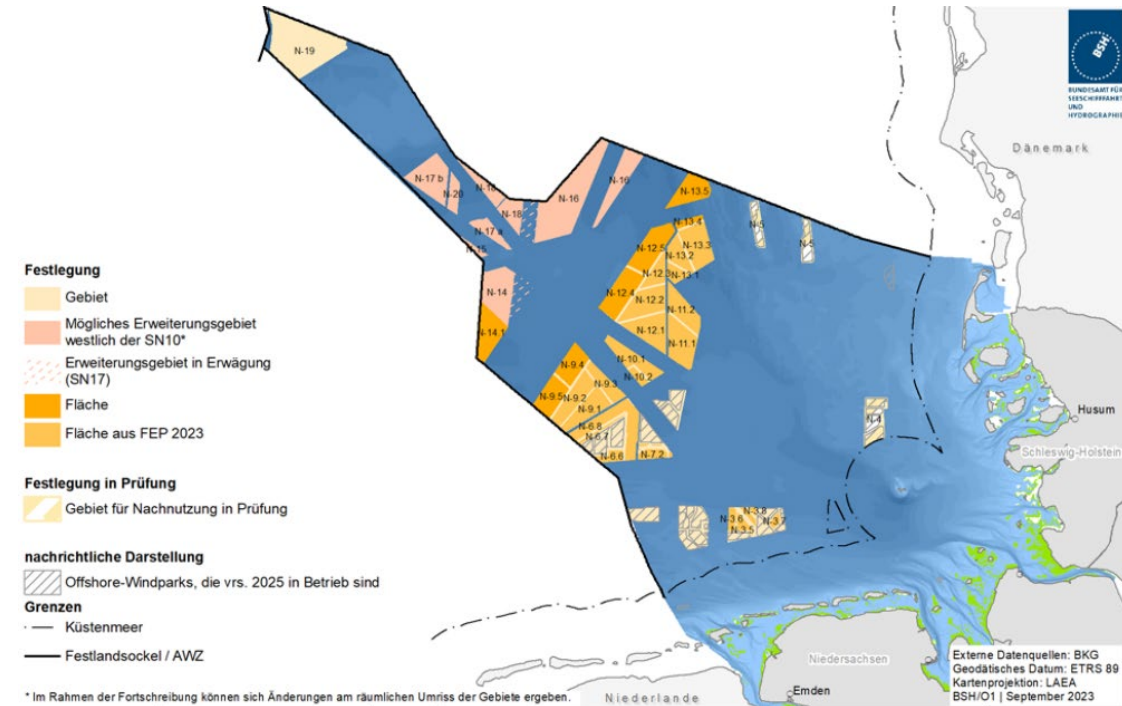 N-19
BSH
BUNDESAMT FÜR
SEESCHIFFFAHRT
UND
HYDROGRAPHIE
Dänemark
N-17 b
N-20
N-18
N-18
N-16
N-16
N-17 a
N-15
N-13.5
N-5
N-5
N-13.4
N-13.3
N-13.2
N-13.1
N-12.5
N-12.3
N-12.4
N-12.2
N-12.1
N-11.2
N-11.1
N-14
N-14.1
N-10.1
N-10.2
N-9.4
N-9.3
N-9.5
N-9.2
N-9.1
N-6.8
N-6.7
N-6.6
N-7.2
N-4
Husum
Schleswig-Holstein
N-3.8
N-3.6
N-3.7
N-3.5
Festlegung
Gebiet
Mögliches Erweiterungsgebiet
westlich der SN10*
Erweiterungsgebiet in Erwägung
(SN17)
Fläche
Fläche aus FEP 2023
Festlegung in Prüfung
Gebiet für Nachnutzung in Prüfung
nachrichtliche Darstellung
Offshore-Windparks, die vrs. 2025 in Betrieb sind
Grenzen
Küstenmeer
Festlandsockel / AWZ
* Im Rahmen der Fortschreibung können sich Änderungen am räumlichen Umriss der Gebiete ergeben.
Niederlande
Emden
Niedersachsen
Externe Datenquellen: BKG
Geodätisches Datum: ETRS 89
Kartenprojektion: LAEA
BSH/O1 | September 2023